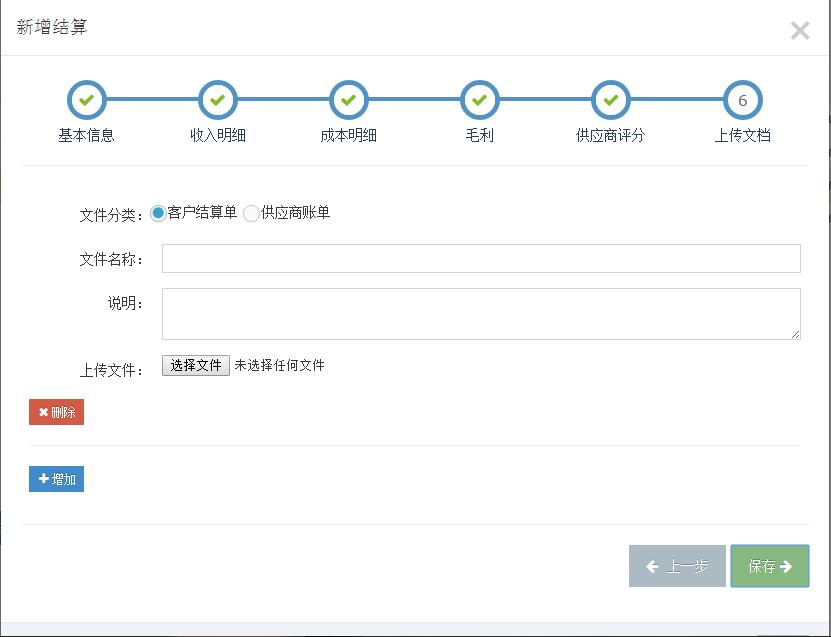 新增结算
6
基本信息 收入明细 成本明细 毛利 供应商评分 上传文档
文件分类： 客户结算单 供应商账单
文件名称：
说明：
上传文件： 选择文件 未选择任何文件
删除
增加
上一步 保存